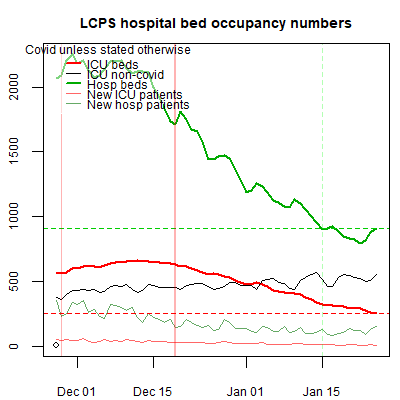 LCPS hospital bed occupancy numbers
Covid unless stated otherwise
ICU beds
ICU non-covid
Hosp beds
New ICU patients
New hosp patients
2000
1500
1000
500
0
Dec 01
Dec 15
Jan 01
Jan 15